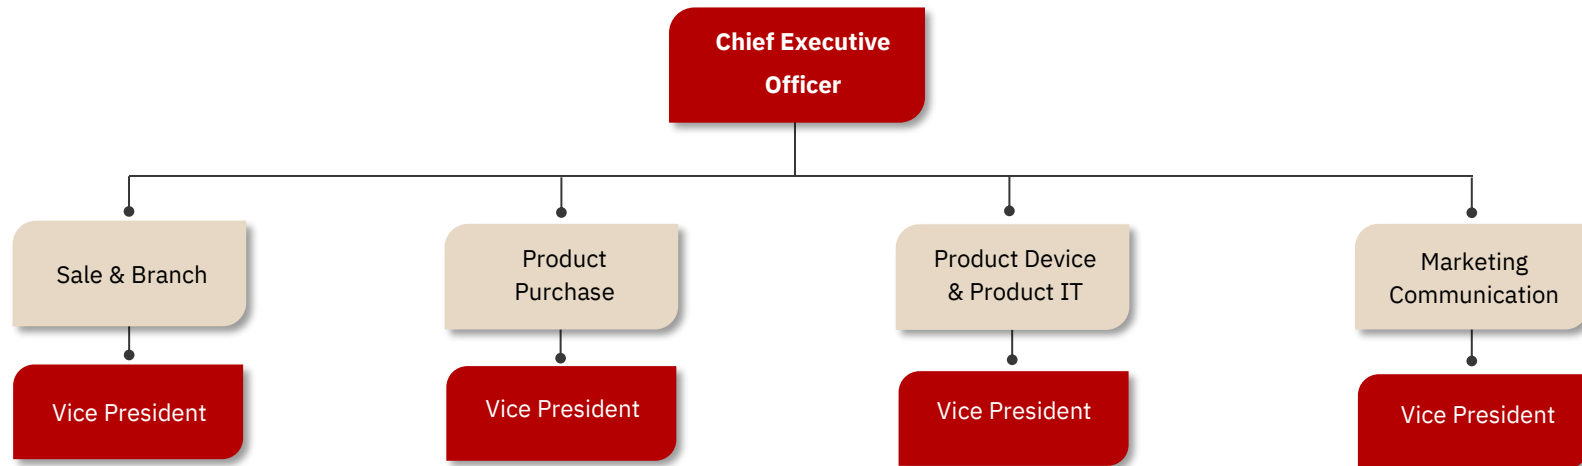 Chief Executive
Officer
Sale & Branch
Product
Purchase
Product Device
& Product IT
Marketing
Communication
Vice President
Vice President
Vice President
Vice President